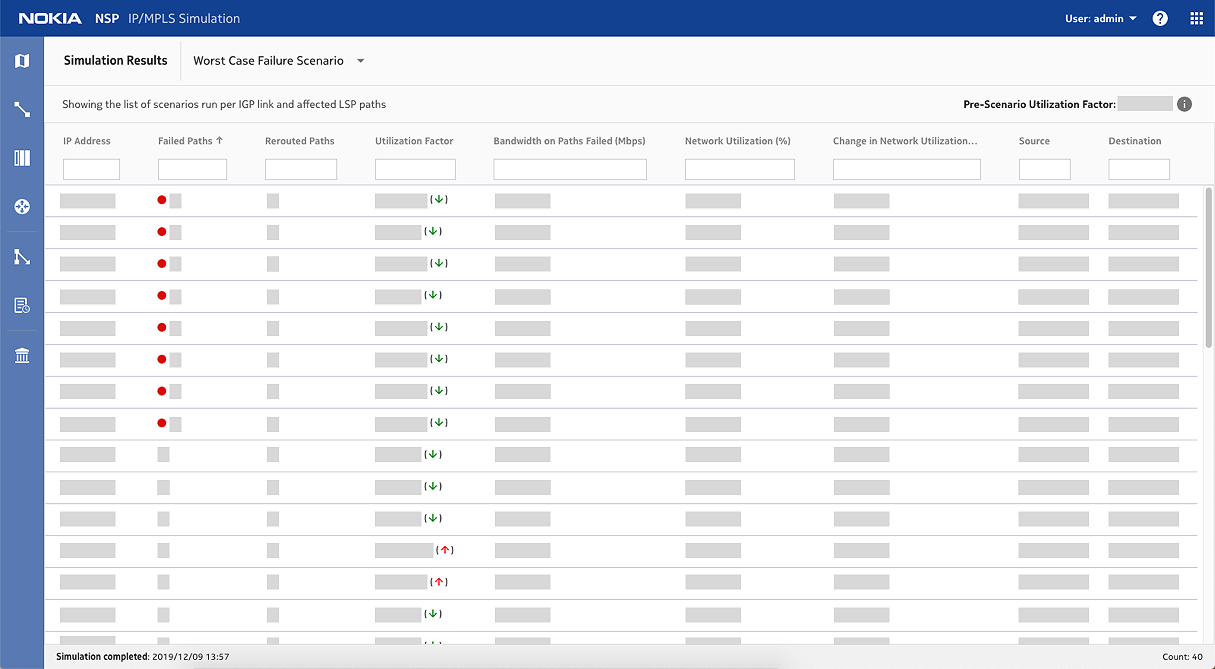 NOKIA NSP IP/MPLS Simulation User: admin ?
Simulation Results Worst Case Failure Scenario
Showing the list of scenarios run per IGP link and affected LSP paths Pre-Scenario Utilization Factor: i
IP Address Failed Paths ↑ Rerouted Paths Utilization Factor Bandwidth on Paths Failed (Mbps) Network Utilization (%) Change in Network Utilization... Source Destination
(↓)
(↓)
(↓)
(↓)
(↓)
(↓)
(↓)
(↓)
(↓)
(↓)
(↓)
(↑)
(↑)
(↓)
Simulation completed: 2019/12/09 13:57 Count: 40